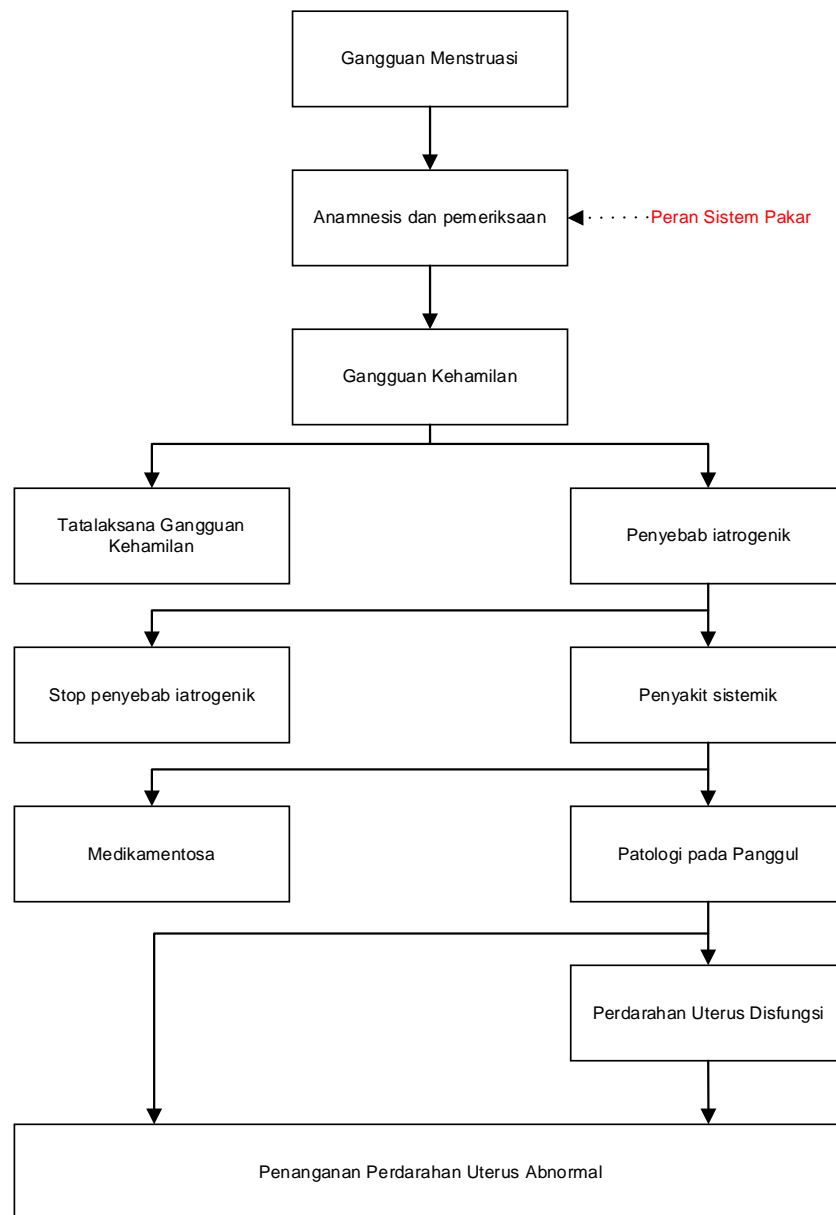 Gangguan Menstruasi
Anamnesis dan pemeriksaan
Peran Sistem Pakar
Gangguan Kehamilan
Tatalaksana Gangguan
Kehamilan
Penyebab iatrogenik
Stop penyebab iatrogenik
Penyakit sistemik
Medikamentosa
Patologi pada Panggul
Perdarahan Uterus Disfungsi
Penanganan Perdarahan Uterus Abnormal